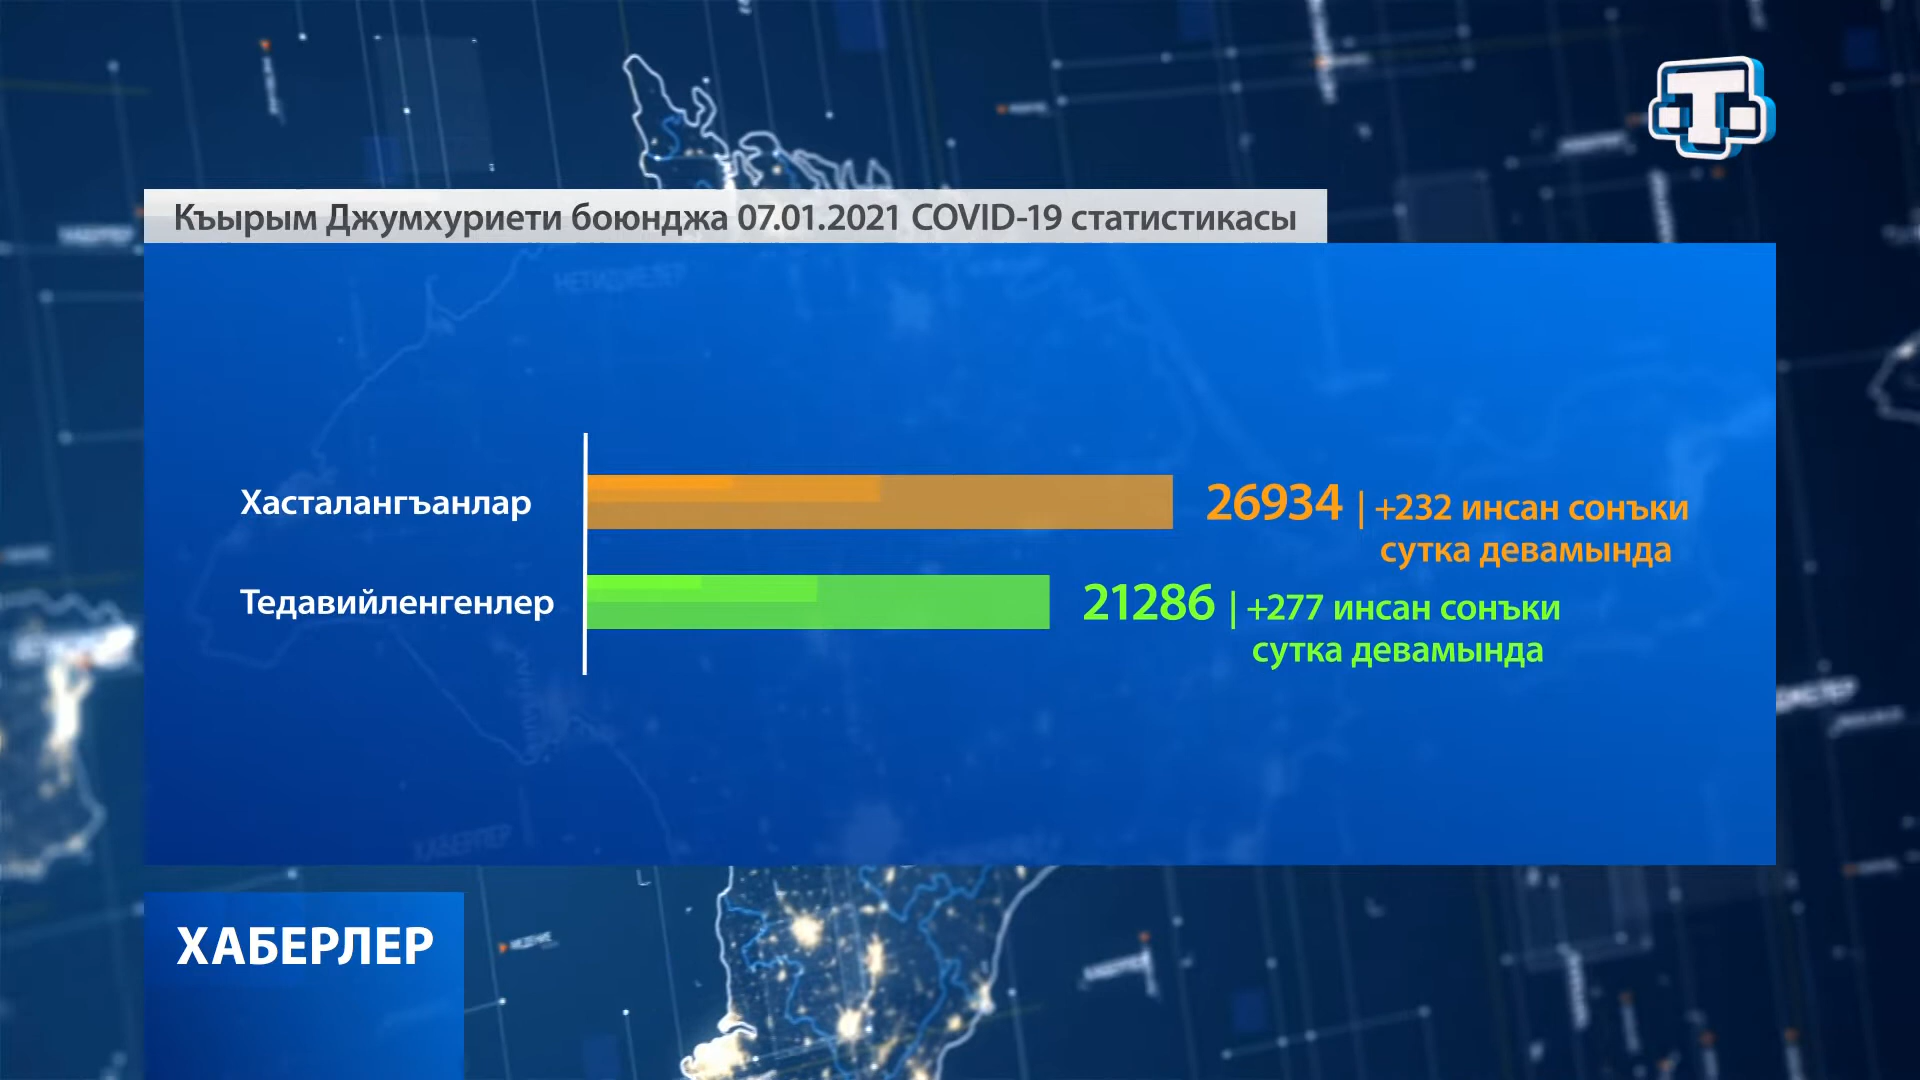 Къырым Джумхуриети боюнджа 07.01.2021 COVID-19 статистикасы
Хасталангъанлар
26934 | +232 инсан сонъки
сутка девамында
Тедавийленгенлер
21286 | +277 инсан сонъки
сутка девамында
ХАБЕРЛЕР